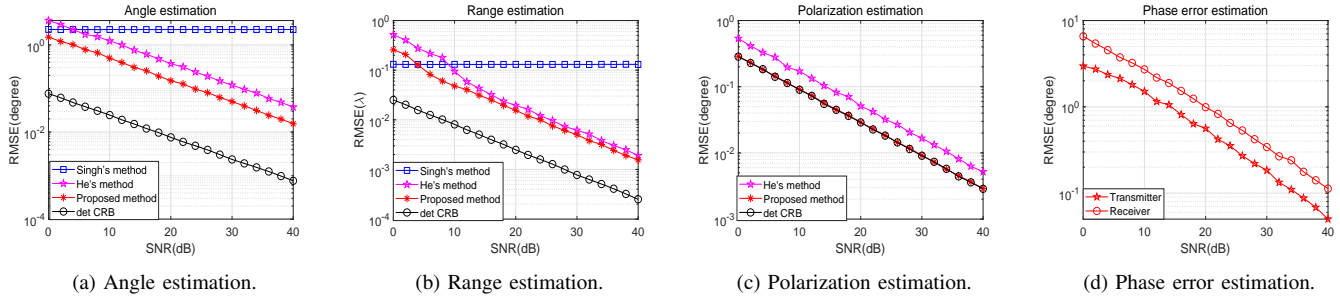 Angle estimation
RMSE(degree)
10^0
10^-2
10^-4
Singh's method
He's method
Proposed method
det CRB
0 10 20 30 40
SNR(dB)
(a) Angle estimation.
Range estimation
RMSE(λ)
10^0
10^-1
10^-2
10^-3
10^-4
Singh's method
He's method
Proposed method
det CRB
0 10 20 30 40
SNR(dB)
(b) Range estimation.
Polarization estimation
RMSE(degree)
10^0
10^-1
10^-2
10^-3
He's method
Proposed method
det CRB
0 10 20 30 40
SNR(dB)
(c) Polarization estimation.
Phase error estimation
RMSE(degree)
10^1
10^0
10^-1
Transmitter
Receiver
0 10 20 30 40
SNR(dB)
(d) Phase error estimation.